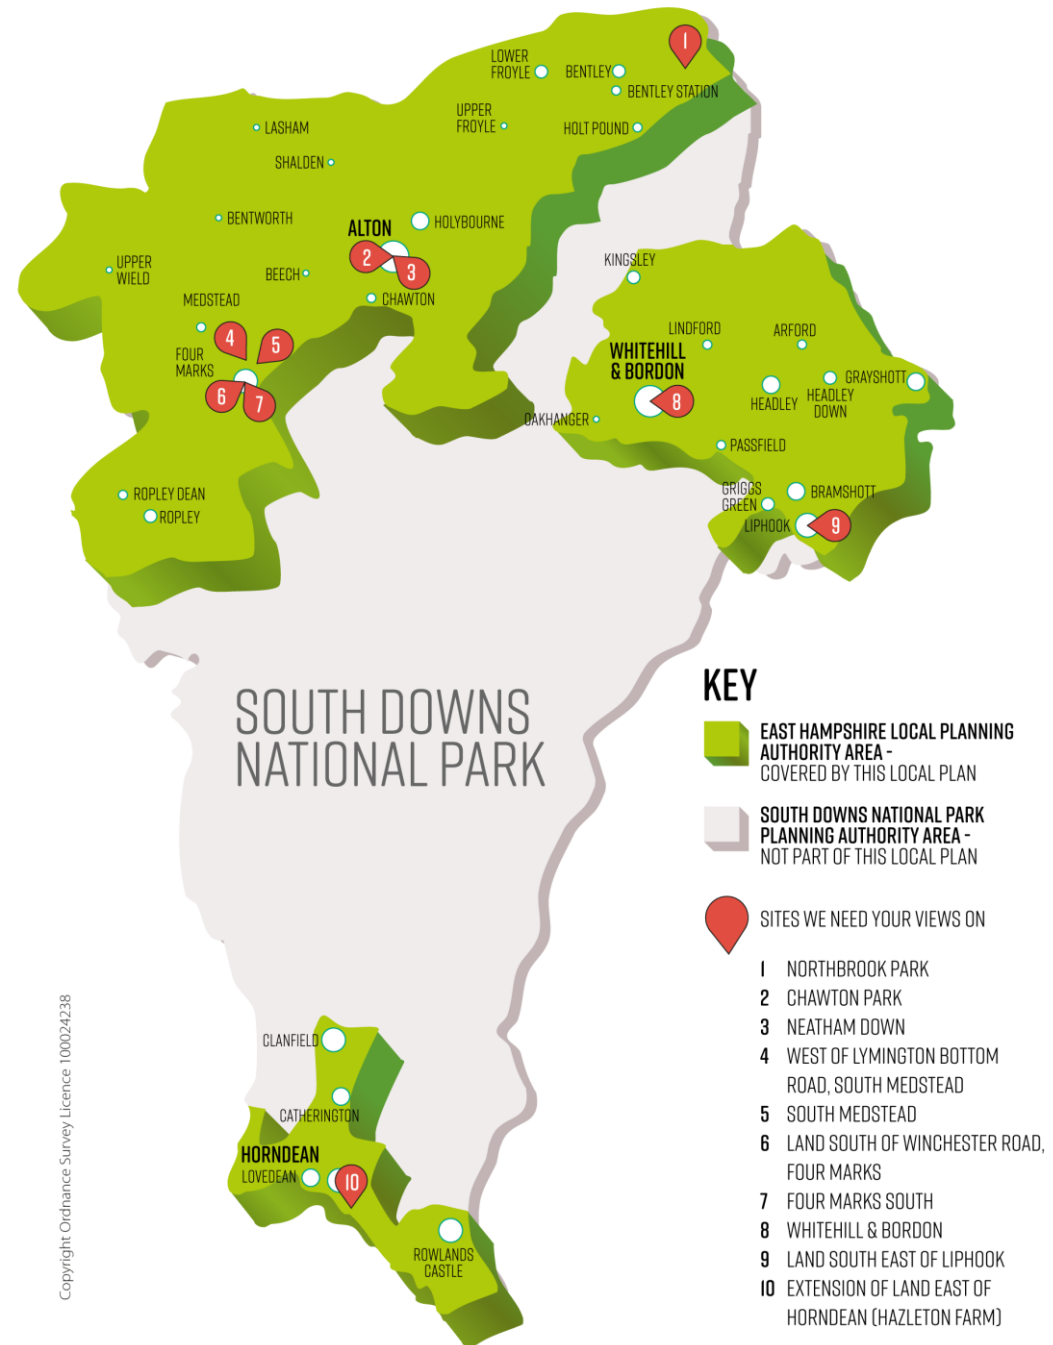 LOWER
FROYLE
BENTLEY
BENTLEY STATION
UPPER
FROYLE
HOLT POUND
LASHAM
SHALDEN
BENTWORTH
ALTON
HOLYBOURNE
UPPER
WIELD
BEECH
CHAWTON
MEDSTEAD
FOUR
MARKS
ROPLEY DEAN
ROPLEY
1
2
3
4
5
6
7
KINGSLEY
LINDFORD
ARFORD
WHITEHILL
& BORDON
GRAYSHOTT
HEADLEY
HEADLEY
DOWN
8
OAKHANGER
PASSFIELD
GRIGGS
GREEN
BRAMSHOTT
LIPHOOK
9
SOUTH DOWNS
NATIONAL PARK
CLANFIELD
CATHERINGTON
HORNDEAN
LOVEDEAN
10
ROWLANDS
CASTLE
KEY
EAST HAMPSHIRE LOCAL PLANNING
AUTHORITY AREA -
COVERED BY THIS LOCAL PLAN
SOUTH DOWNS NATIONAL PARK
PLANNING AUTHORITY AREA -
NOT PART OF THIS LOCAL PLAN
SITES WE NEED YOUR VIEWS ON
1 NORTHBROOK PARK
2 CHAWTON PARK
3 NEATHAM DOWN
4 WEST OF LYMINGTON BOTTOM
ROAD, SOUTH MEDSTEAD
5 SOUTH MEDSTEAD
6 LAND SOUTH OF WINCHESTER ROAD,
FOUR MARKS
7 FOUR MARKS SOUTH
8 WHITEHILL & BORDON
9 LAND SOUTH EAST OF LIPHOOK
10 EXTENSION OF LAND EAST OF
HORNDEAN (HAZLETON FARM)
Copyright Ordnance Survey Licence 100024238